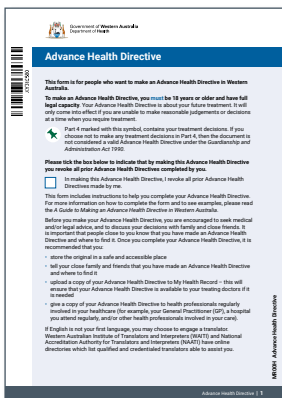 Government of Western Australia
Department of Health
Advance Health Directive
This form is for people who want to make an Advance Health Directive in Western
Australia.
To make an Advance Health Directive, you must be 18 years or older and have full
legal capacity. Your Advance Health Directive is about your future treatment. It will
only come into effect if you are unable to make reasonable judgements or decisions
at a time when you require treatment.
Part 4 marked with this symbol, contains your treatment decisions. If you
choose not to make any treatment decisions in Part 4, then the document is
not considered a valid Advance Health Directive under the Guardianship and
Administration Act 1990.
Please tick the box below to indicate that by making this Advance Health Directive
you revoke all prior Advance Health Directives completed by you.
In making this Advance Health Directive, I revoke all prior Advance Health
Directives made by me.
This form includes instructions to help you complete your Advance Health Directive.
For more information on how to complete the form and to see examples, please read
the A Guide to Making an Advance Health Directive in Western Australia.
Before you make your Advance Health Directive, you are encouraged to seek medical
and/or legal advice, and to discuss your decisions with family and close friends. It
is important that people close to you know that you have made an Advance Health
Directive and where to find it. Once you complete your Advance Health Directive, it is
recommended that you:
• store the original in a safe and accessible place
• tell your close family and friends that you have made an Advance Health Directive
and where to find it
• upload a copy of your Advance Health Directive to My Health Record – this will
ensure that your Advance Health Directive is available to your treating doctors if it
is needed
• give a copy of your Advance Health Directive to health professionals regularly
involved in your healthcare (for example, your General Practitioner (GP), a hospital
you attend regularly, and/or other health professionals involved in your care).
If English is not your first language, you may choose to engage a translator.
Western Australian Institute of Translators and Interpreters (WAITI) and National
Accreditation Authority for Translators and Interpreters (NAATI) have online
directories which list qualified and credentialed translators able to assist you.
MR00H Advance Health Directive
Advance Health Directive | 1